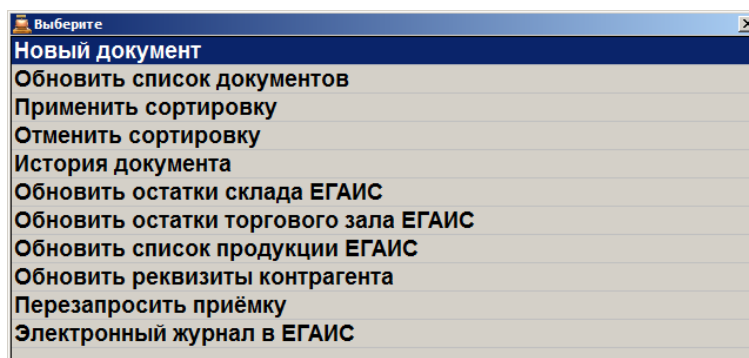 Выберите
Новый документ
Обновить список документов
Применить сортировку
Отменить сортировку
История документа
Обновить остатки склада ЕГАИС
Обновить остатки торгового зала ЕГАИС
Обновить список продукции ЕГАИС
Обновить реквизиты контрагента
Перезапросить приёмку
Электронный журнал в ЕГАИС